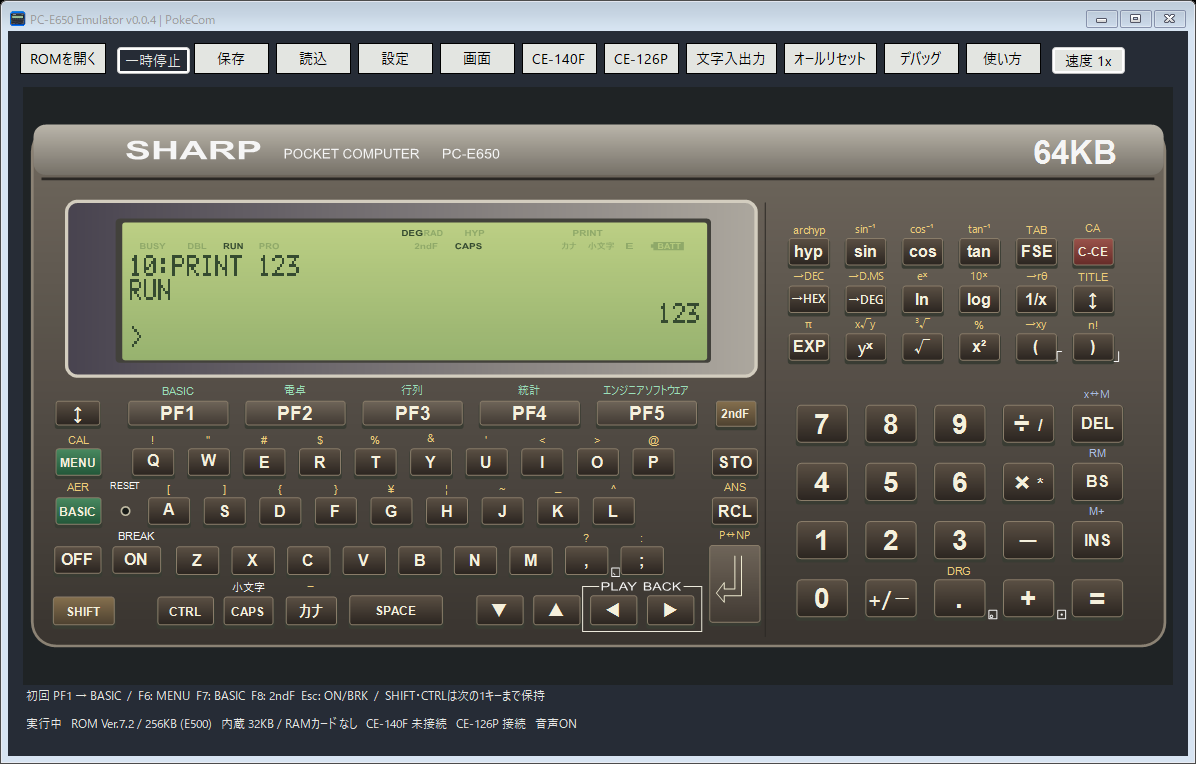 PC-E650 Emulator v0.0.4 | PokeCom
ROMを開く 一時停止 保存 読込 設定 画面 CE-140F CE-126P 文字入出力 オールリセット デバッグ 使い方 速度 1x
SHARP POCKET COMPUTER PC-E650 64KB
DEG RAD HYP PRINT
BUSY DBL RUN PRO 2ndF CAPS カナ 小文字 E BATT
10:PRINT 123
RUN
123
>
archyp sin⁻¹ cos⁻¹ tan⁻¹ TAB CA
hyp sin cos tan FSE C-CE
→DEC →D.MS eˣ 10ˣ →rθ TITLE
→HEX →DEG ln log 1/x ↕
π x√y ³√ % →xy n!
EXP yˣ √ x² ( )
BASIC 電卓 行列 統計 エンジニアソフトウエア
↕ PF1 PF2 PF3 PF4 PF5 2ndF
CAL ! " # $ % & ' < > @
MENU Q W E R T Y U I O P STO
AER RESET [ ] { } ¥ ¦ ~ _ ^ ANS
BASIC A S D F G H J K L RCL
BREAK ? : P↔NP
OFF ON Z X C V B N M , ;
小文字 – PLAY BACK
SHIFT CTRL CAPS カナ SPACE ▼ ▲ ◀ ▶
x↔M
7 8 9 ÷ / DEL
RM
4 5 6 × * BS
M+
1 2 3 − INS
DRG
0 +/− . + =
初回 PF1 → BASIC / F6: MENU F7: BASIC F8: 2ndF Esc: ON/BRK / SHIFT・CTRLは次の1キーまで保持
実行中 ROM Ver.7.2 / 256KB (E500) 内蔵 32KB / RAMカードなし CE-140F 未接続 CE-126P 接続 音声ON